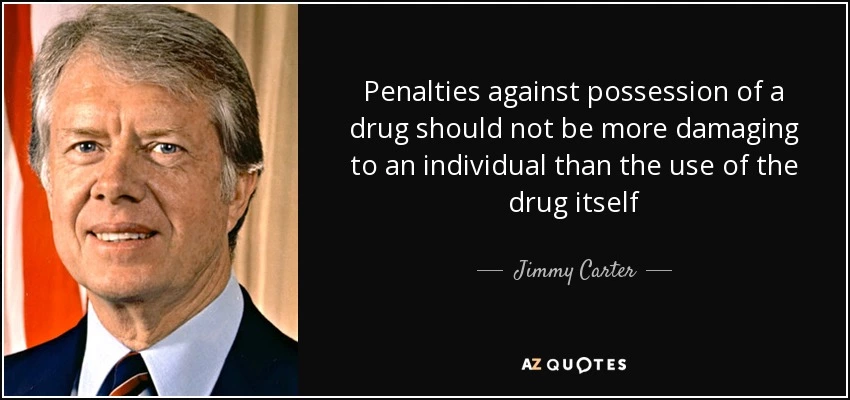 Penalties against possession of a
drug should not be more damaging
to an individual than the use of the
drug itself
Jimmy Carter
AZ QUOTES